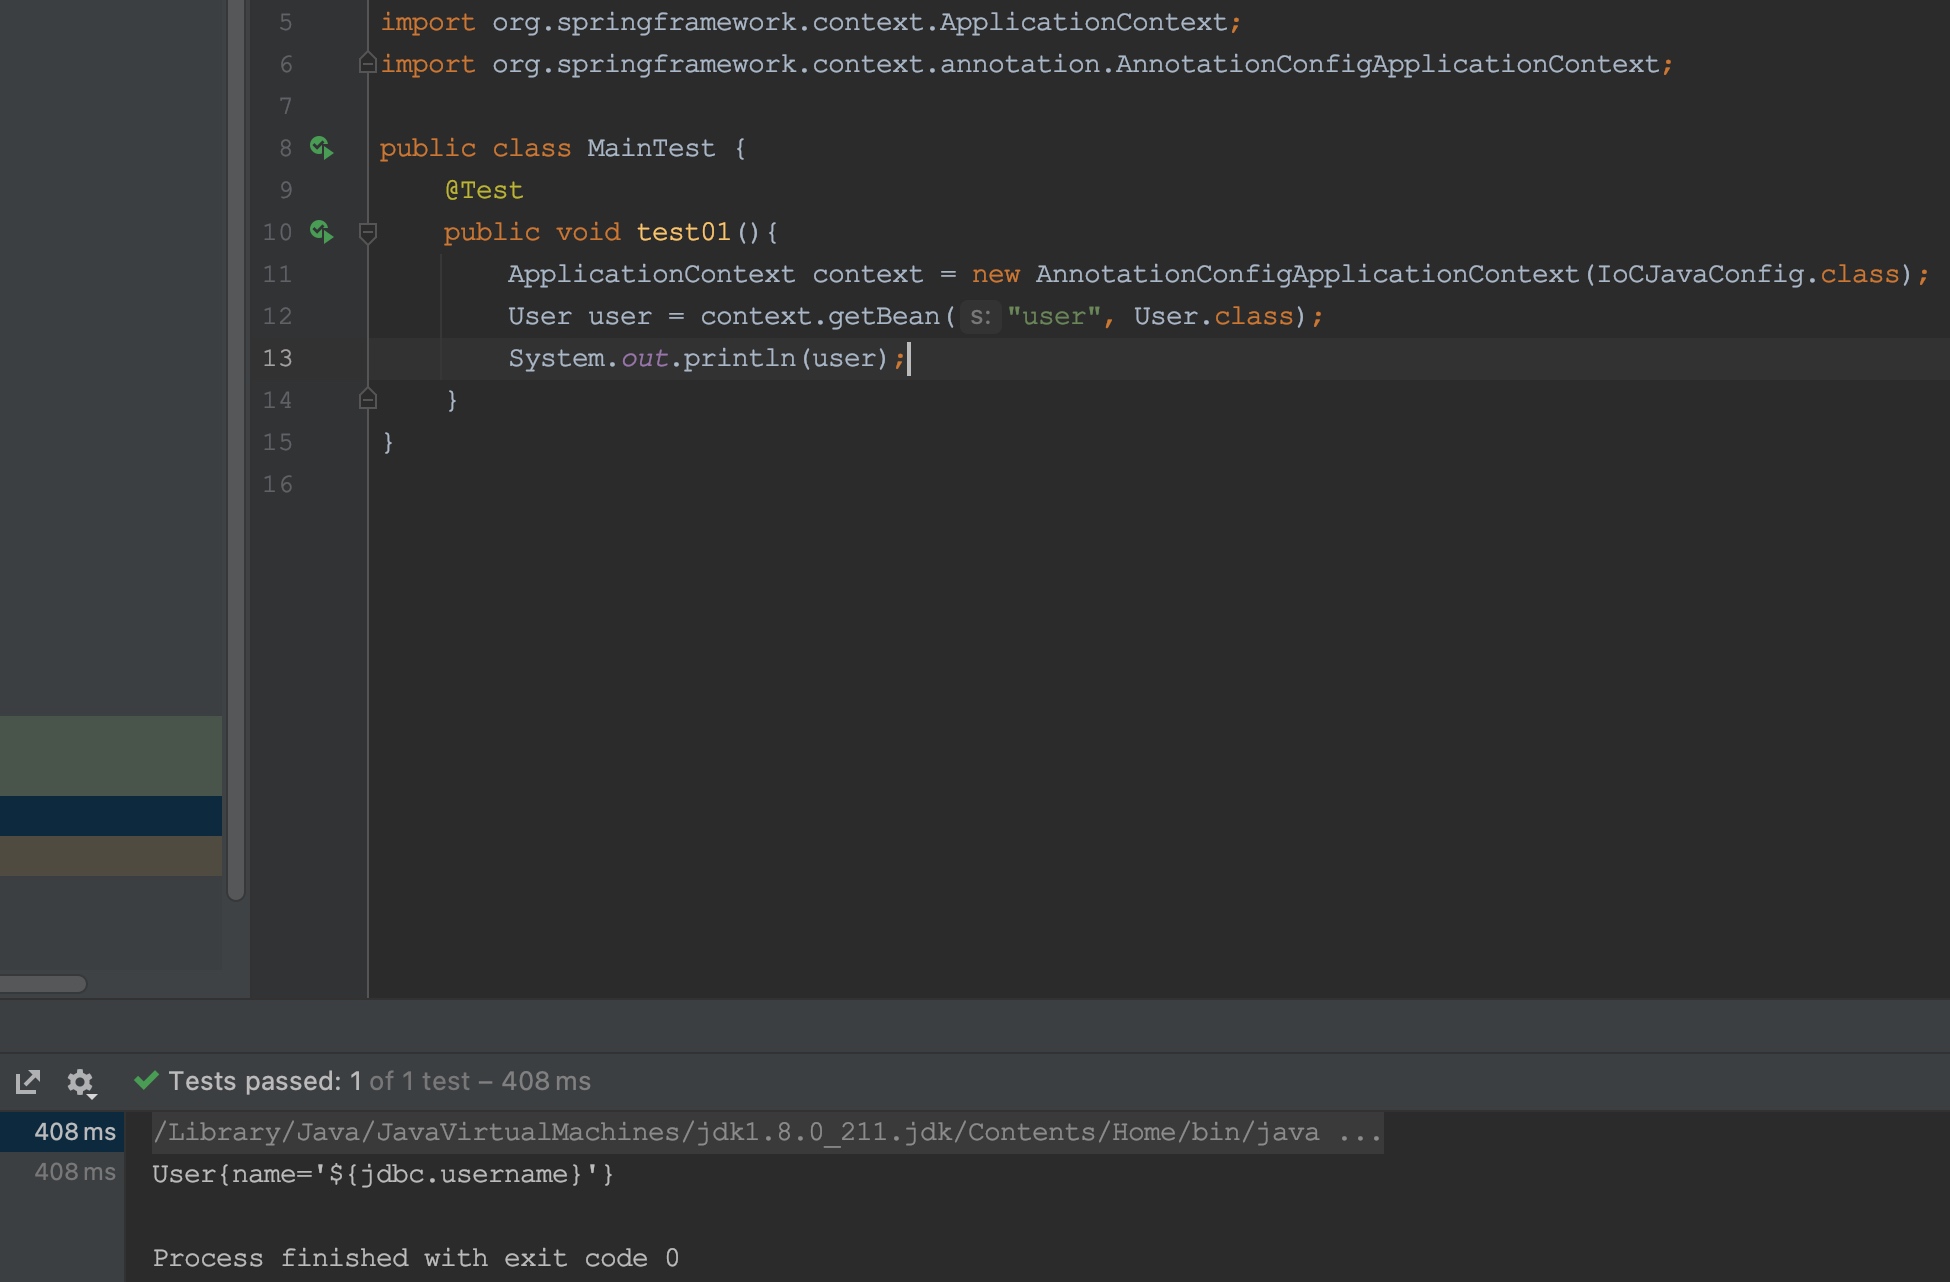 5 import org.springframework.context.ApplicationContext;
6 import org.springframework.context.annotation.AnnotationConfigApplicationContext;
7
8 public class MainTest {
9 @Test
10 public void test01(){
11 ApplicationContext context = new AnnotationConfigApplicationContext(IoCJavaConfig.class);
12 User user = context.getBean( s: "user", User.class);
13 System.out.println(user);
14 }
15 }
16
Tests passed: 1 of 1 test – 408 ms
408 ms /Library/Java/JavaVirtualMachines/jdk1.8.0_211.jdk/Contents/Home/bin/java ...
408 ms User{name='${jdbc.username}'}
Process finished with exit code 0